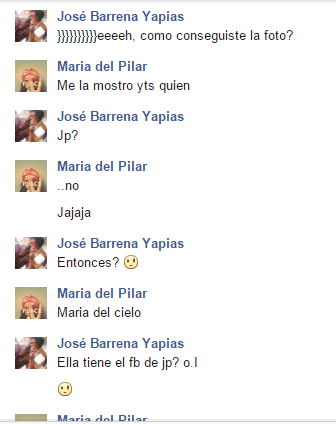 José Barrena Yapias
}}}}}}}}}}eeeeh, como conseguiste la foto?
Maria del Pilar
Me la mostro yts quien
José Barrena Yapias
Jp?
Maria del Pilar
..no
Jajaja
José Barrena Yapias
Entonces?
Maria del Pilar
Maria del cielo
José Barrena Yapias
Ella tiene el fb de jp? o.I
Maria del Pilar